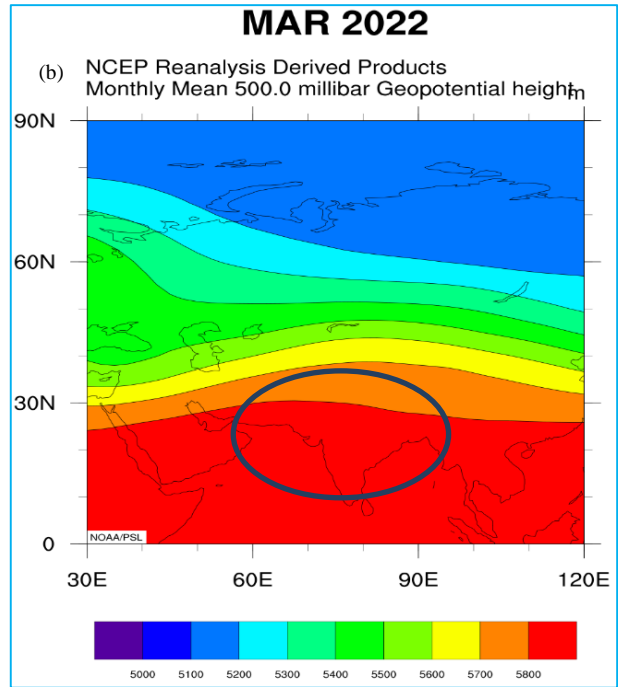 MAR 2022
(b) NCEP Reanalysis Derived Products
Monthly Mean 500.0 millibar Geopotential height m
90N
60N
30N
0
NOAA/PSL
30E 60E 90E 120E
5000 5100 5200 5300 5400 5500 5600 5700 5800